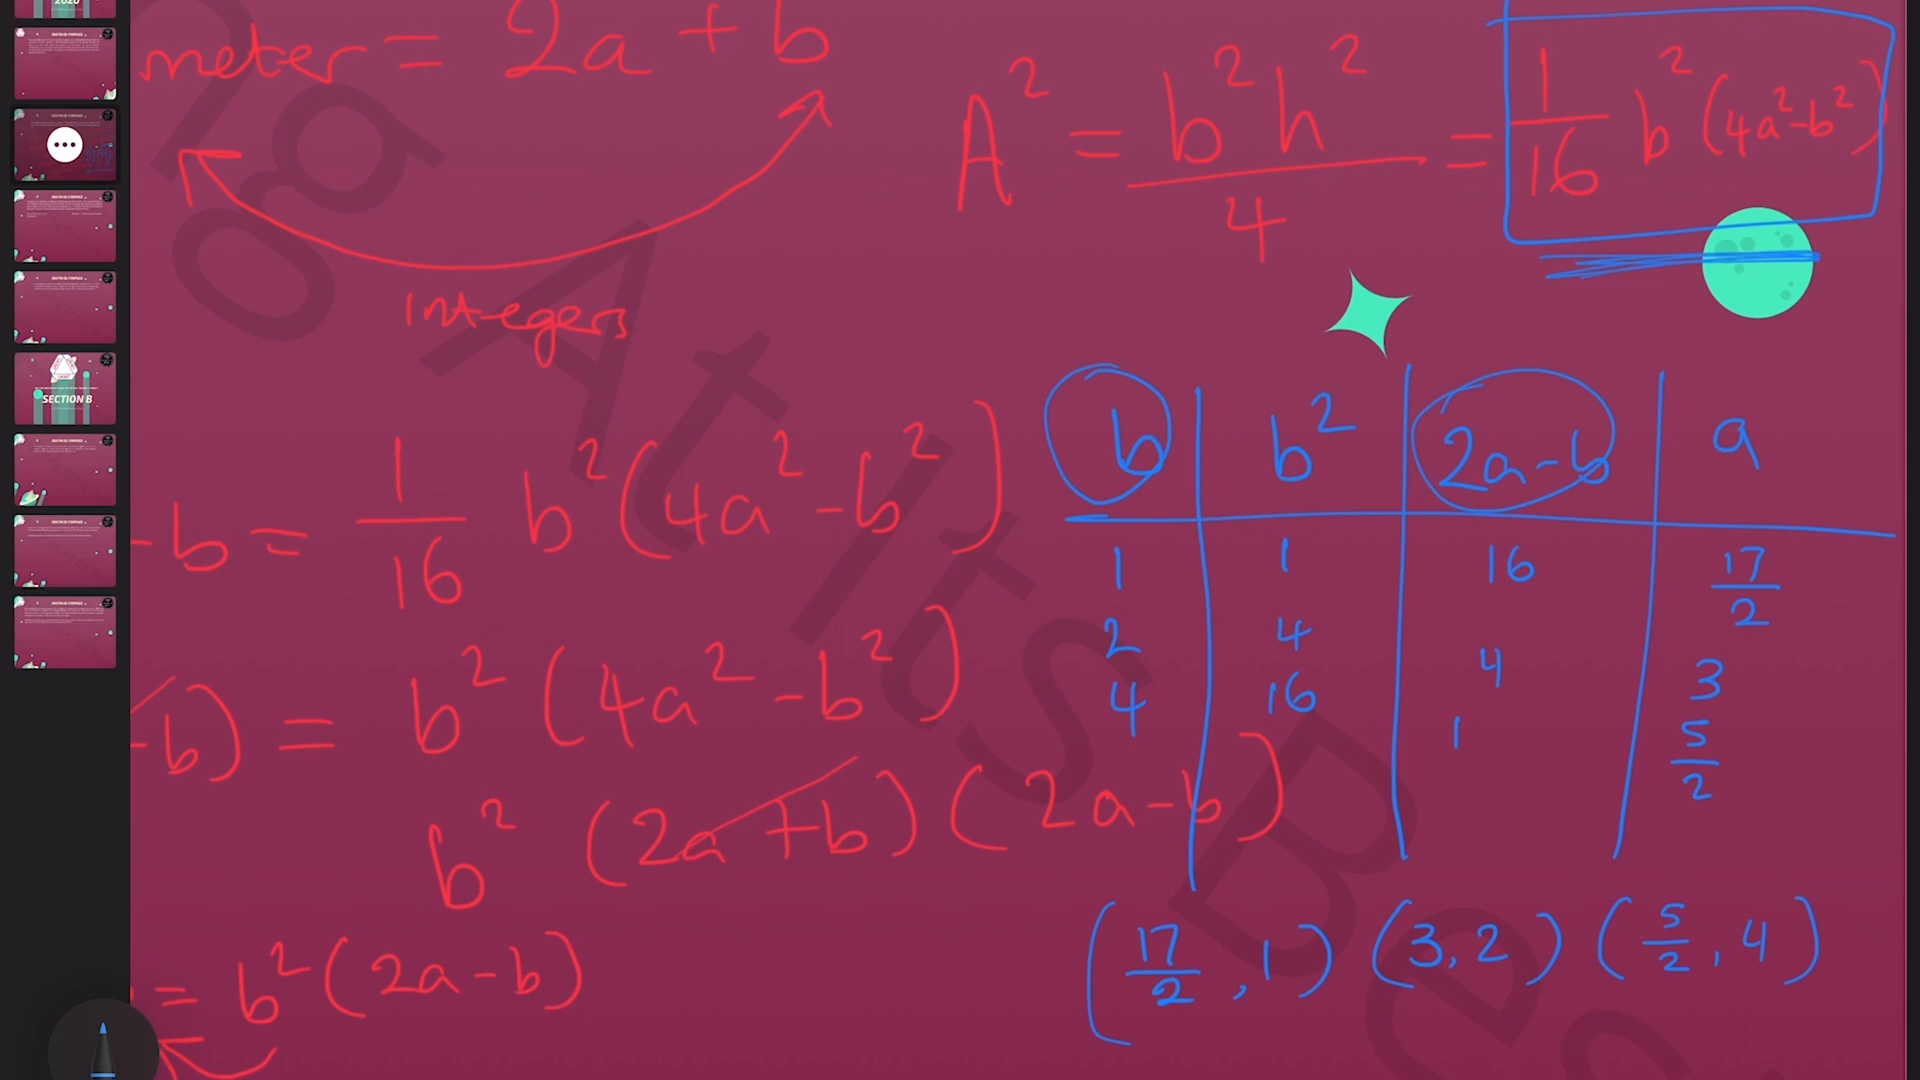 meter = 2a + b
Integers
A² = b²h²/4 = 1/16 b²(4a²-b²)
-b = 1/16 b²(4a²-b²)
-b) = b²(4a²-b²)
b²(2a+b)(2a-b)
= b²(2a-b)
b b² 2a-b a
1 1 16 17/2
2 4 4 3
4 16 1 5/2
(17/2, 1) (3, 2) (5/2, 4)
SECTION B
2020